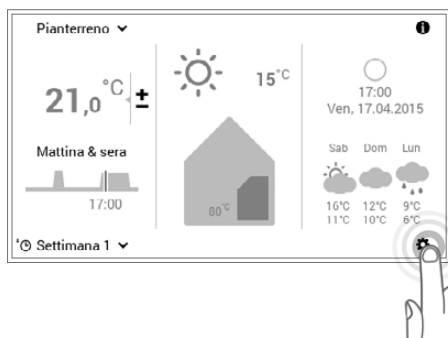 Pianterreno
21,0 °C
±
Mattina & sera
17:00
Settimana 1
15°C
80°C
17:00
Ven, 17.04.2015
Sab Dom Lun
16°C 12°C 9°C
11°C 10°C 6°C